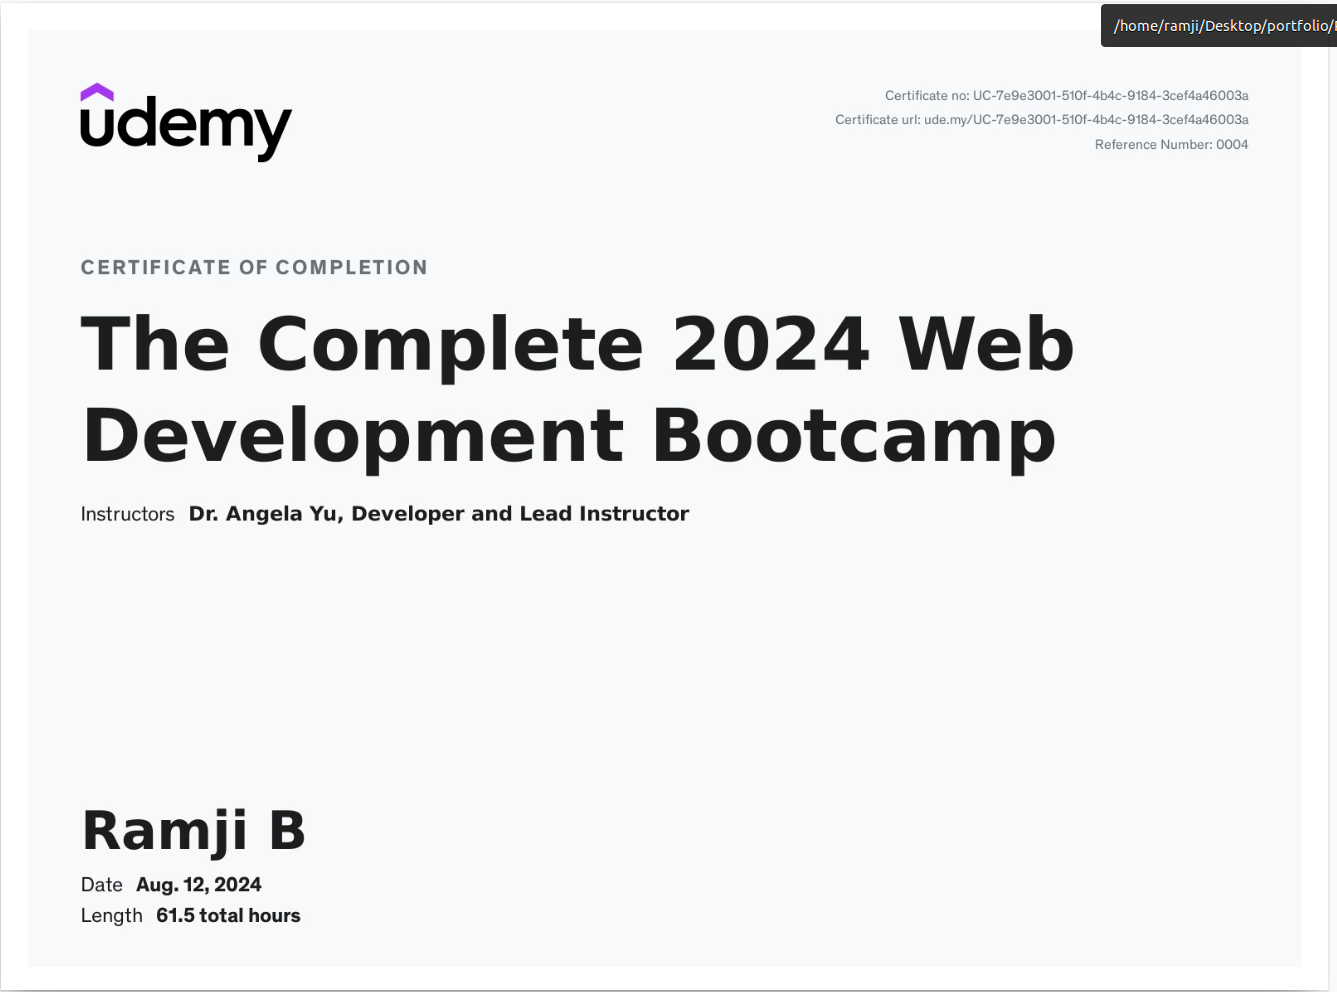 /home/ramji/Desktop/portfolio/
udemy
Certificate no: UC-7e9e3001-510f-4b4c-9184-3cef4a46003a
Certificate url: ude.my/UC-7e9e3001-510f-4b4c-9184-3cef4a46003a
Reference Number: 0004
CERTIFICATE OF COMPLETION
The Complete 2024 Web
Development Bootcamp
Instructors Dr. Angela Yu, Developer and Lead Instructor
Ramji B
Date Aug. 12, 2024
Length 61.5 total hours